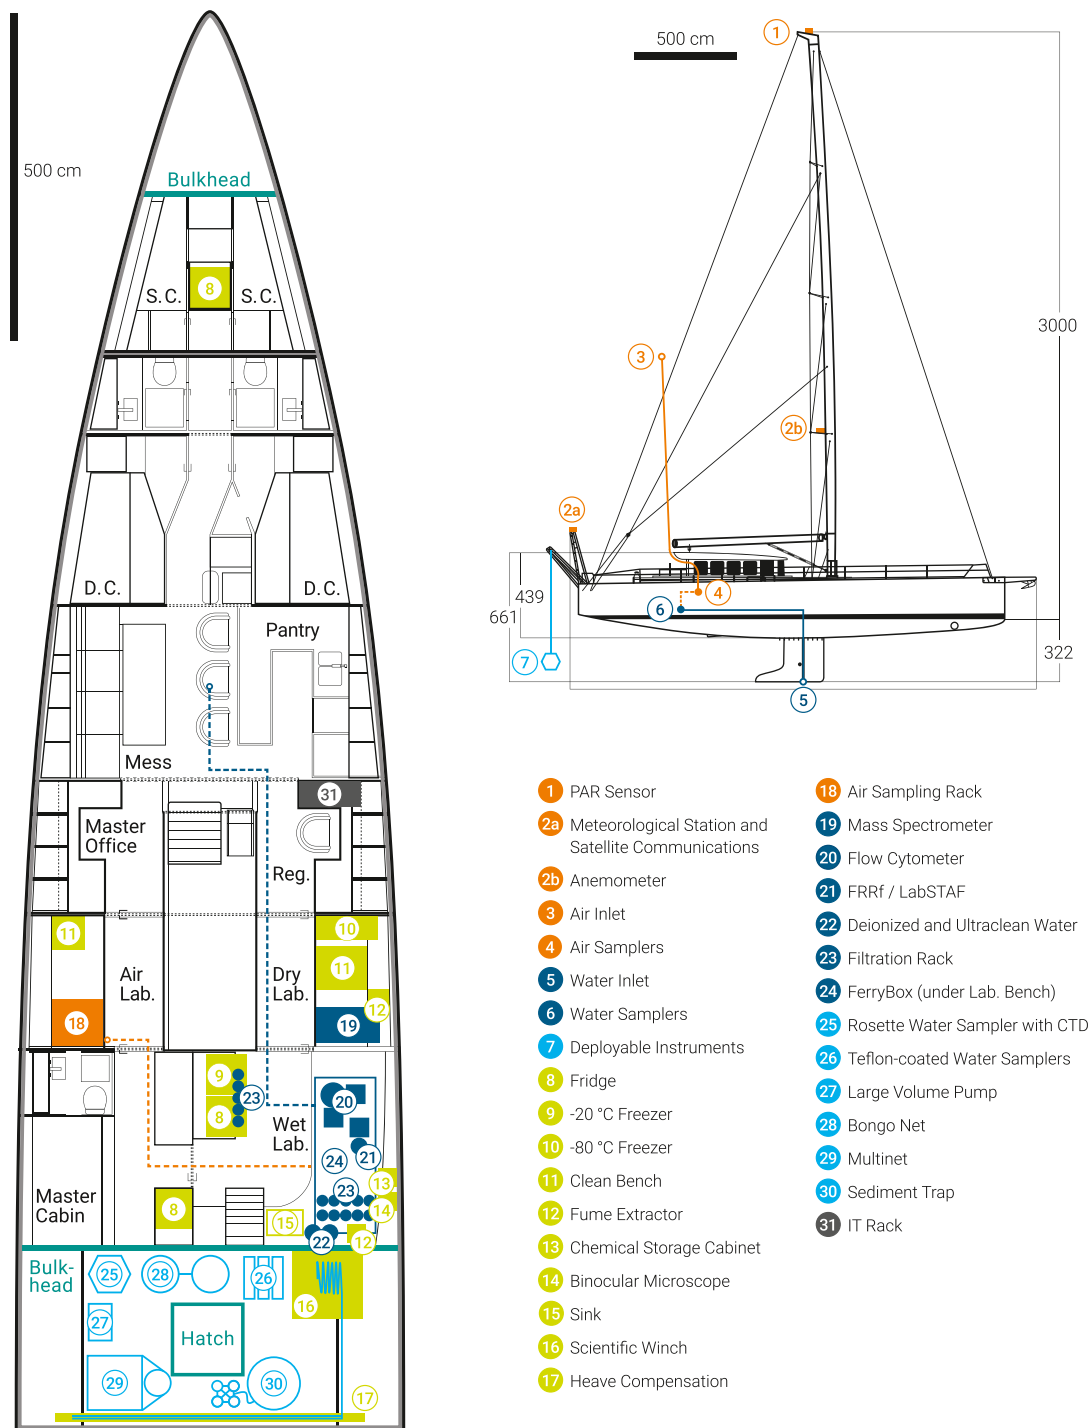 500 cm
Bulkhead
8
S.C.
S.C.
D.C.
D.C.
Pantry
Mess
31
Master
Office
Reg.
11
10
11
Air
Lab.
Dry
Lab.
12
18
19
9
23
8
20
Wet
Lab.
21
24
13
23
14
Master
Cabin
8
15
22
12
Bulk-
head
25
28
26
16
27
Hatch
29
30
17
500 cm
1
3000
3
2b
2a
439
661
4
6
7
322
5
1 PAR Sensor
2a Meteorological Station and
Satellite Communications
2b Anemometer
3 Air Inlet
4 Air Samplers
5 Water Inlet
6 Water Samplers
7 Deployable Instruments
8 Fridge
9 -20 °C Freezer
10 -80 °C Freezer
11 Clean Bench
12 Fume Extractor
13 Chemical Storage Cabinet
14 Binocular Microscope
15 Sink
16 Scientific Winch
17 Heave Compensation
18 Air Sampling Rack
19 Mass Spectrometer
20 Flow Cytometer
21 FRRf / LabSTAF
22 Deionized and Ultraclean Water
23 Filtration Rack
24 FerryBox (under Lab. Bench)
25 Rosette Water Sampler with CTD
26 Teflon-coated Water Samplers
27 Large Volume Pump
28 Bongo Net
29 Multinet
30 Sediment Trap
31 IT Rack